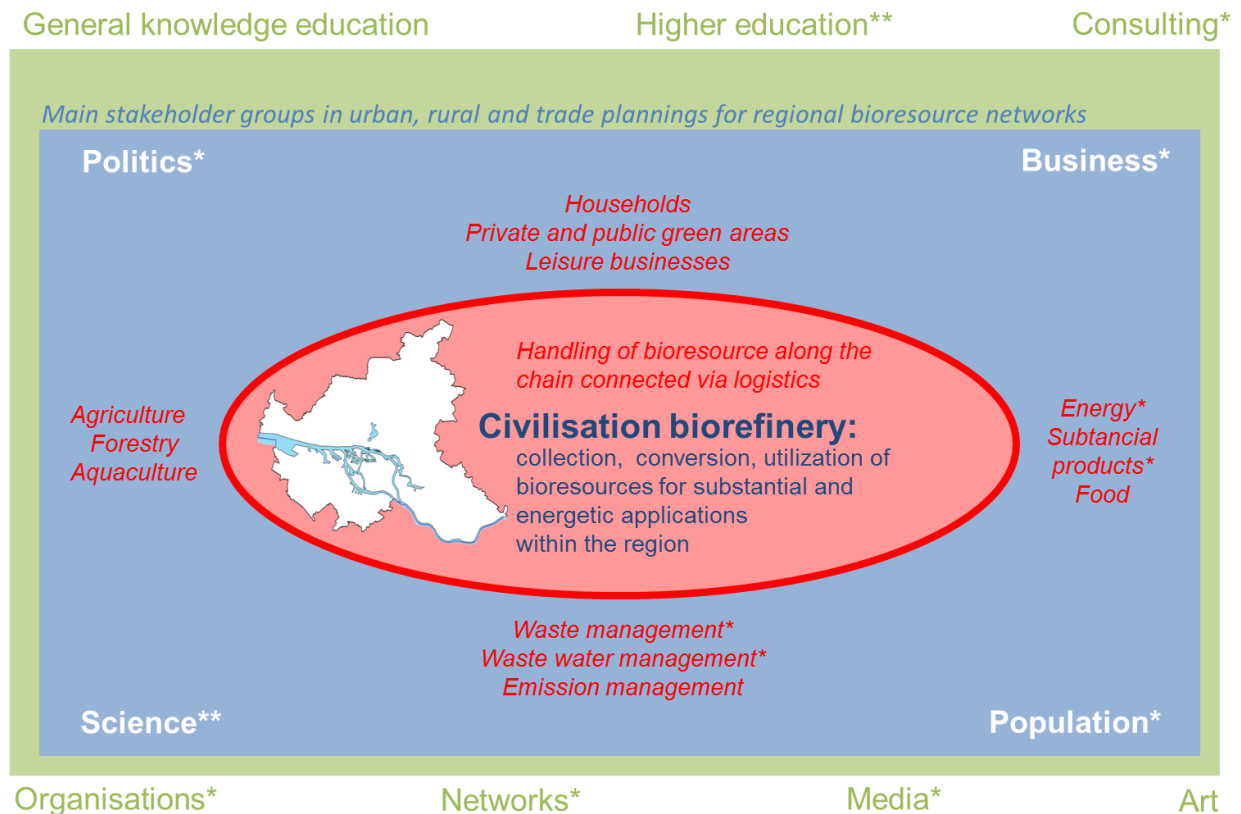 General knowledge education
Higher education**
Consulting*
Main stakeholder groups in urban, rural and trade plannings for regional bioresource networks
Politics*
Business*
Households
Private and public green areas
Leisure businesses
Handling of bioresource along the
chain connected via logistics
Agriculture
Forestry
Aquaculture
Civilisation biorefinery:
collection, conversion, utilization of
bioresources for substantial and
energetic applications
within the region
Energy*
Subtancial
products*
Food
Waste management*
Waste water management*
Emission management
Science**
Population*
Organisations*
Networks*
Media*
Art